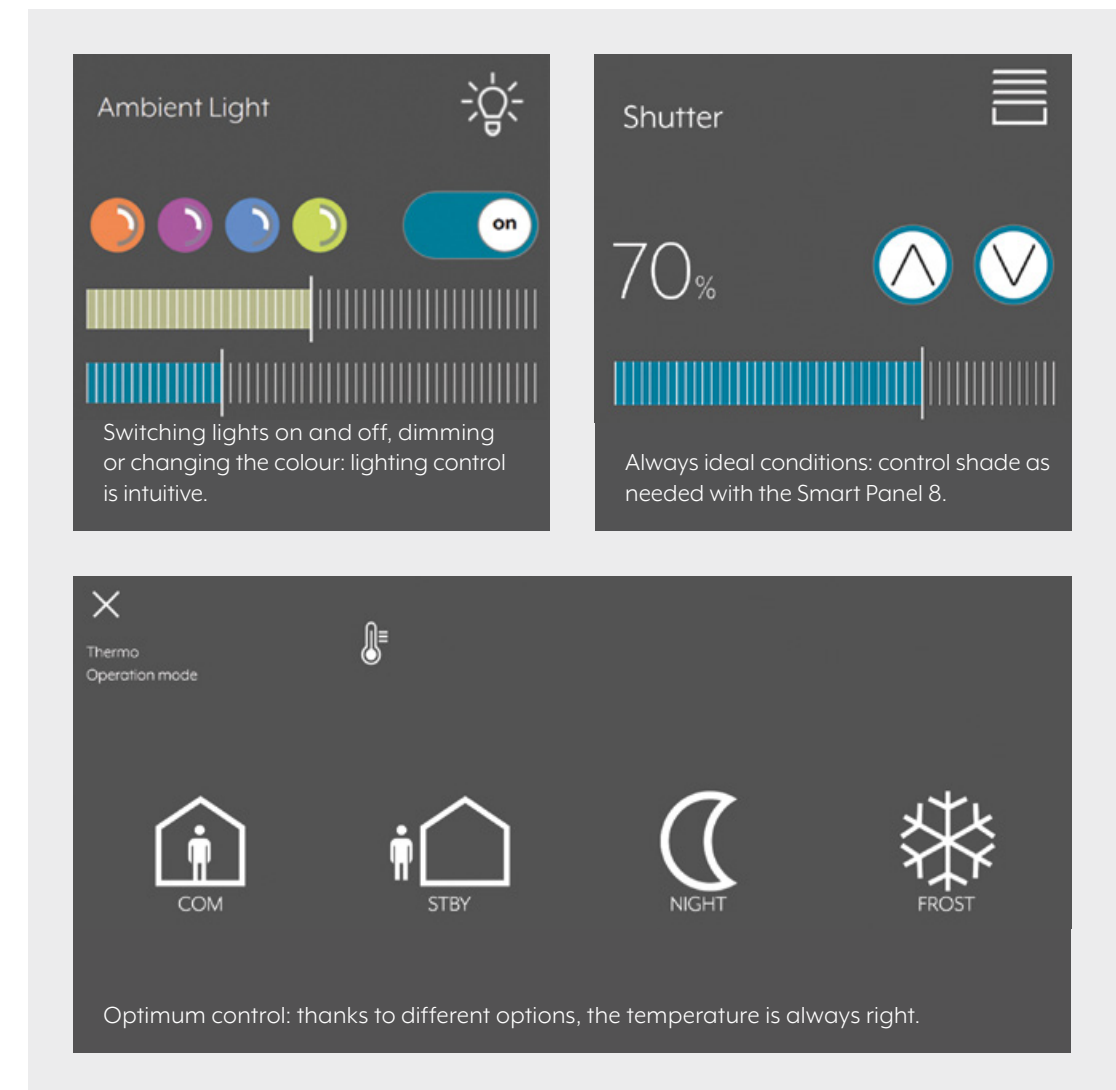 Ambient Light
on
Switching lights on and off, dimming
or changing the colour: lighting control
is intuitive.
Shutter
70%
Always ideal conditions: control shade as
needed with the Smart Panel 8.
Thermo
Operation mode
COM
STBY
NIGHT
FROST
Optimum control: thanks to different options, the temperature is always right.